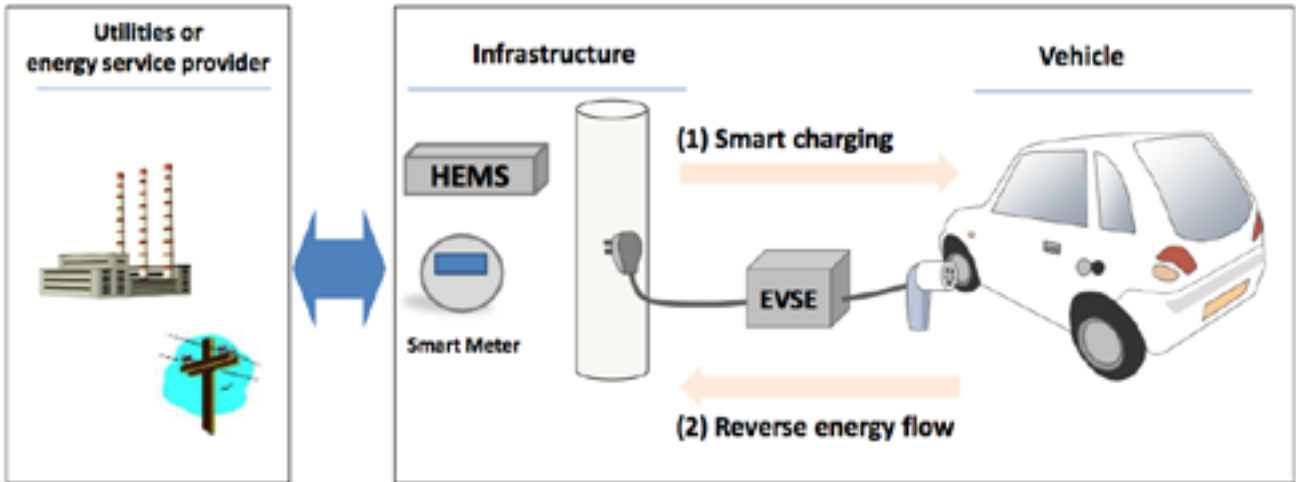 Utilities or
energy service provider
Infrastructure
Vehicle
(1) Smart charging
HEMS
EVSE
Smart Meter
(2) Reverse energy flow